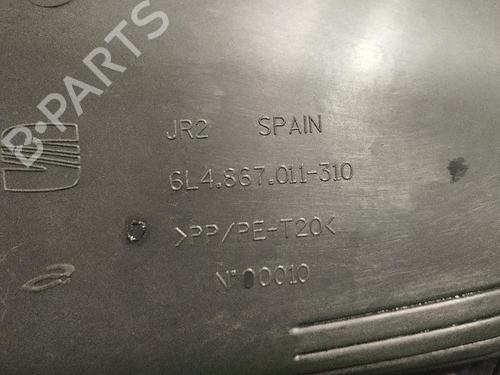 B-PARTS
JR2 SPAIN
6L4.867.011-310
>PP/PE-T20<
N° 00010